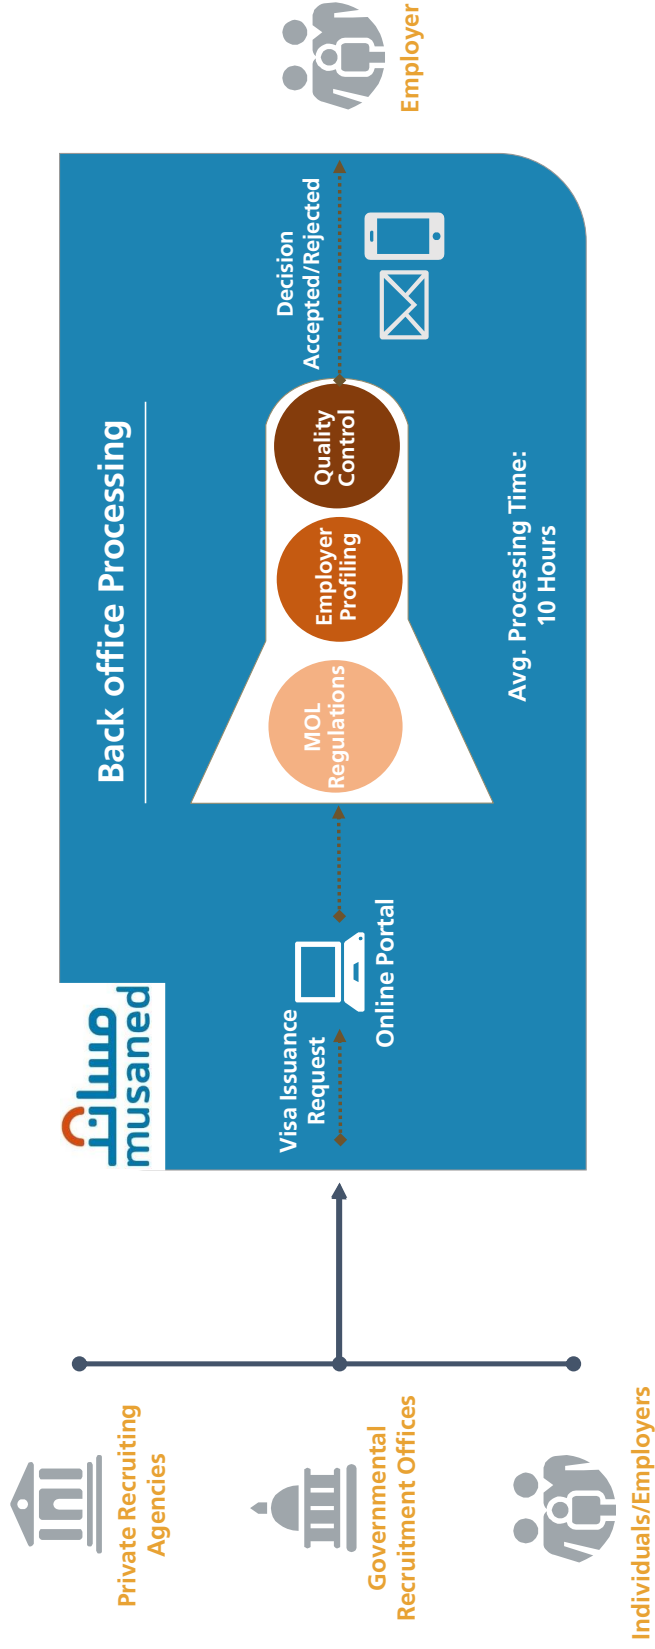 Private Recruiting
Agencies
Governmental
Recruitment Offices
Individuals/Employers
مساند
musaned
Visa Issuance
Request
Online Portal
Back office Processing
MOL
Regulations
Employer
Profiling
Quality
Control
Avg. Processing Time:
10 Hours
Decision
Accepted/Rejected
Employer